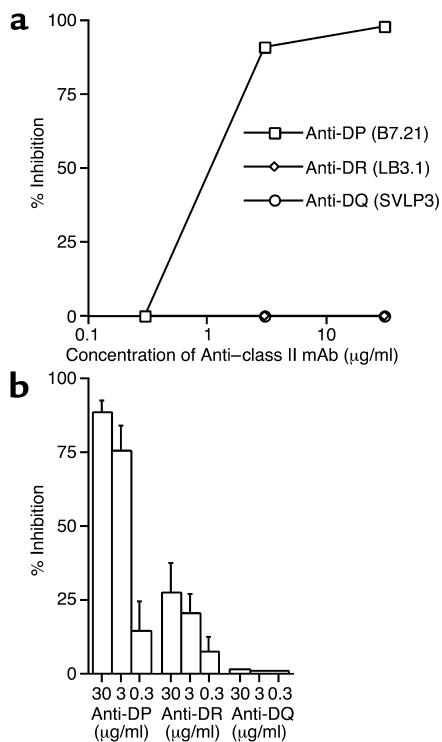 a
100
75
50
25
0
% Inhibition
Anti-DP (B7.21)
Anti-DR (LB3.1)
Anti-DQ (SVLP3)
0.1 1 10
Concentration of Anti–class II mAb (μg/ml)
b
100
75
50
25
0
% Inhibition
30 3 0.3 30 3 0.3 30 3 0.3
Anti-DP Anti-DR Anti-DQ
(μg/ml) (μg/ml) (μg/ml)